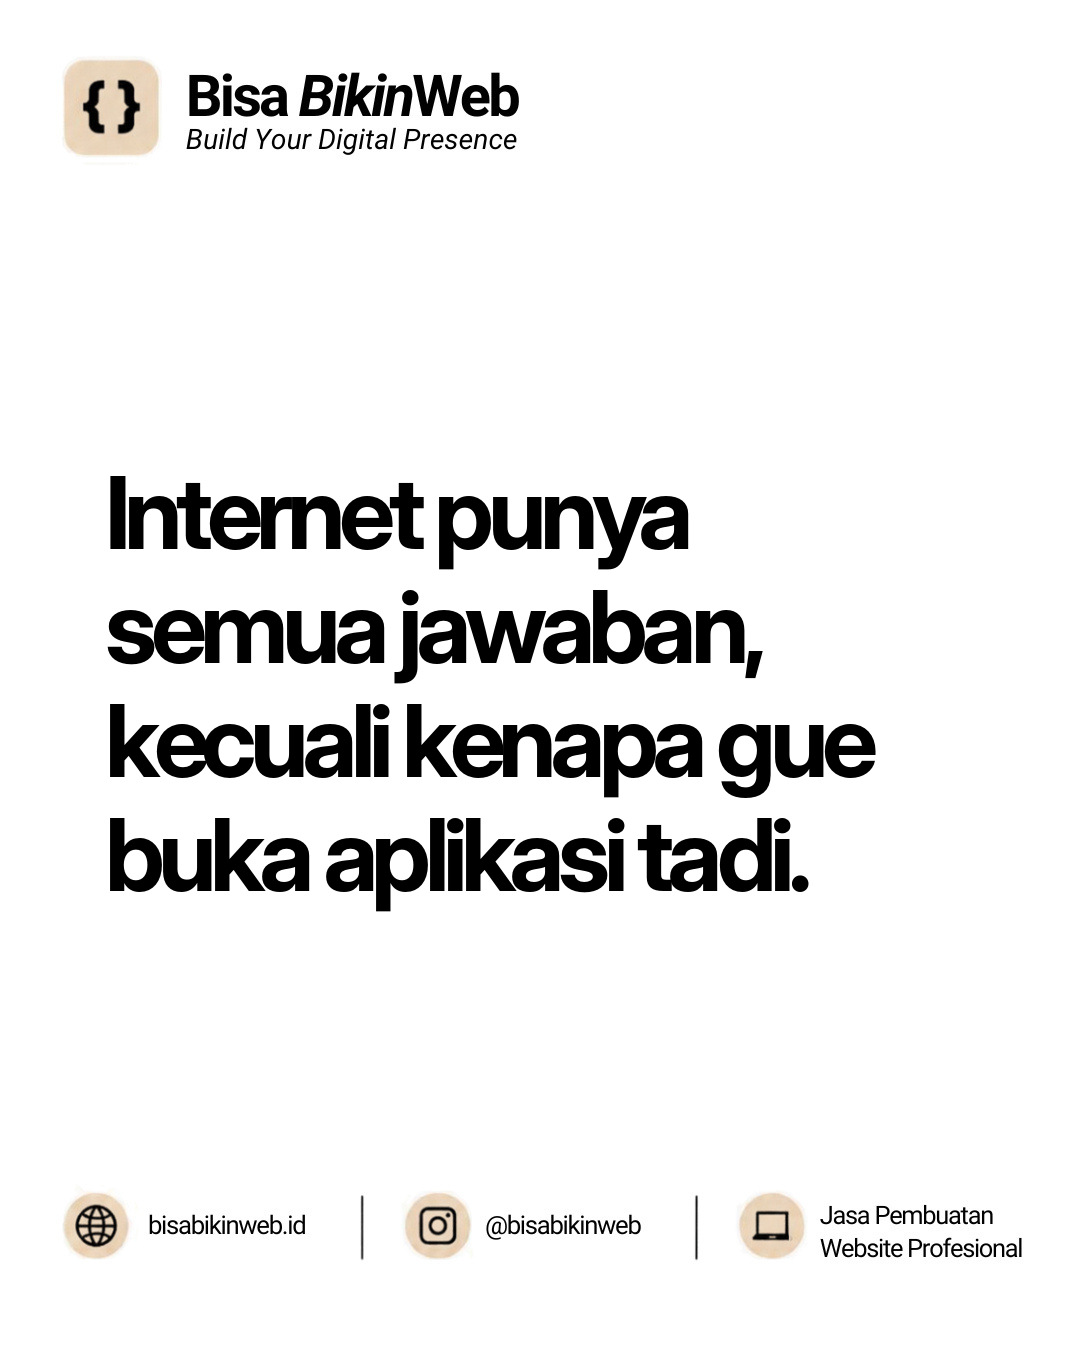 { }
Bisa BikinWeb
Build Your Digital Presence
Internet punya
semua jawaban,
kecuali kenapa gue
buka aplikasi tadi.
bisabikinweb.id
@bisabikinweb
Jasa Pembuatan
Website Profesional